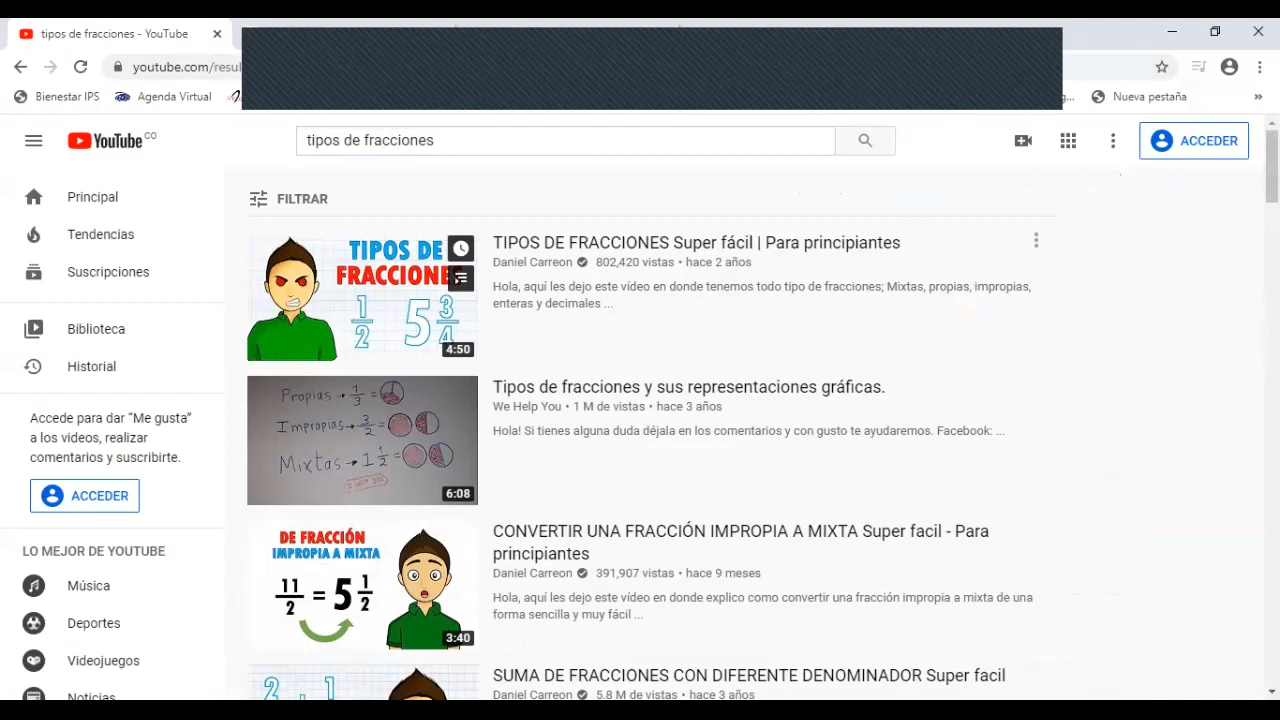 tipos de fracciones - YouTube
youtube.com/resul
Bienestar IPS
Agenda Virtual
Nueva pestaña
»
YouTube CO
tipos de fracciones
ACCEDER
Principal
Tendencias
Suscripciones
Biblioteca
Historial
Accede para dar “Me gusta”
a los videos, realizar
comentarios y suscribirte.
ACCEDER
LO MEJOR DE YOUTUBE
Música
Deportes
Videojuegos
Noticias
FILTRAR
TIPOS DE
FRACCIONES
1/2 5 3/4
4:50
TIPOS DE FRACCIONES Super fácil | Para principiantes
Daniel Carreon 802,420 vistas • hace 2 años
Hola, aquí les dejo este vídeo en donde tenemos todo tipo de fracciones; Mixtas, propias, impropias,
enteras y decimales ...
Propias → 1/3 =
Impropias → 3/2 =
Mixtas → 1 1/2 =
6:08
Tipos de fracciones y sus representaciones gráficas.
We Help You • 1 M de vistas • hace 3 años
Hola! Si tienes alguna duda déjala en los comentarios y con gusto te ayudaremos. Facebook: ...
DE FRACCIÓN
IMPROPIA A MIXTA
11/2 = 5 1/2
3:40
CONVERTIR UNA FRACCIÓN IMPROPIA A MIXTA Super facil - Para
principiantes
Daniel Carreon 391,907 vistas • hace 9 meses
Hola, aquí les dejo este vídeo en donde explico como convertir una fracción impropia a mixta de una
forma sencilla y muy fácil ...
2 1
SUMA DE FRACCIONES CON DIFERENTE DENOMINADOR Super facil
Daniel Carreon 5.8 M de vistas • hace 3 años